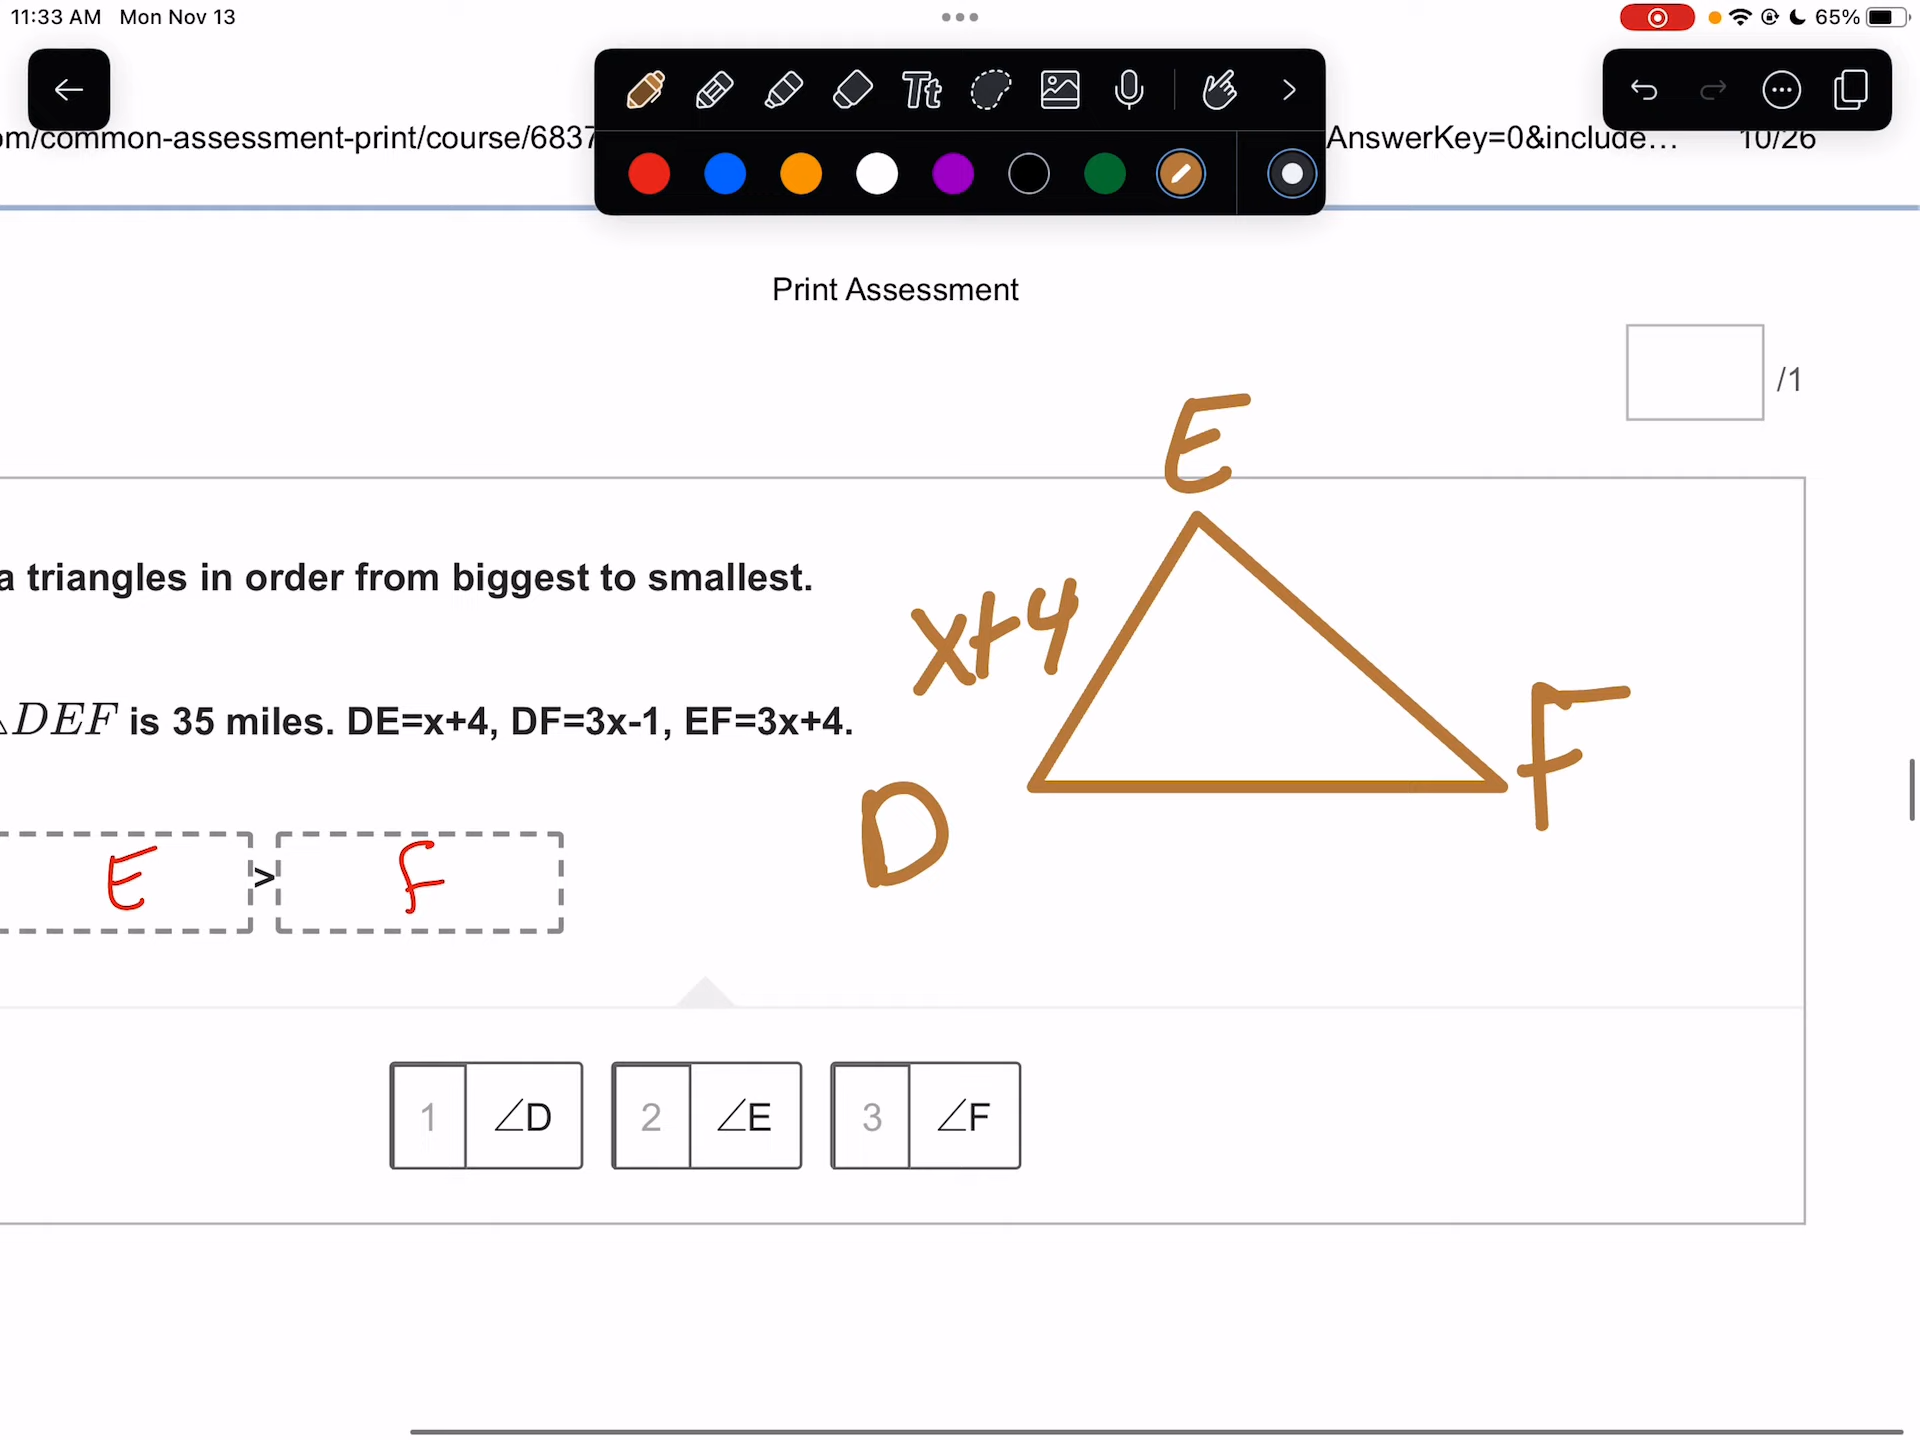 11:33 AM Mon Nov 13
65%
Tt
om/common-assessment-print/course/6837
AnswerKey=0&include... 10/26
Print Assessment
/1
E
a triangles in order from biggest to smallest.
x+4
△DEF is 35 miles. DE=x+4, DF=3x-1, EF=3x+4.
F
D
E > F
1 ∠D 2 ∠E 3 ∠F